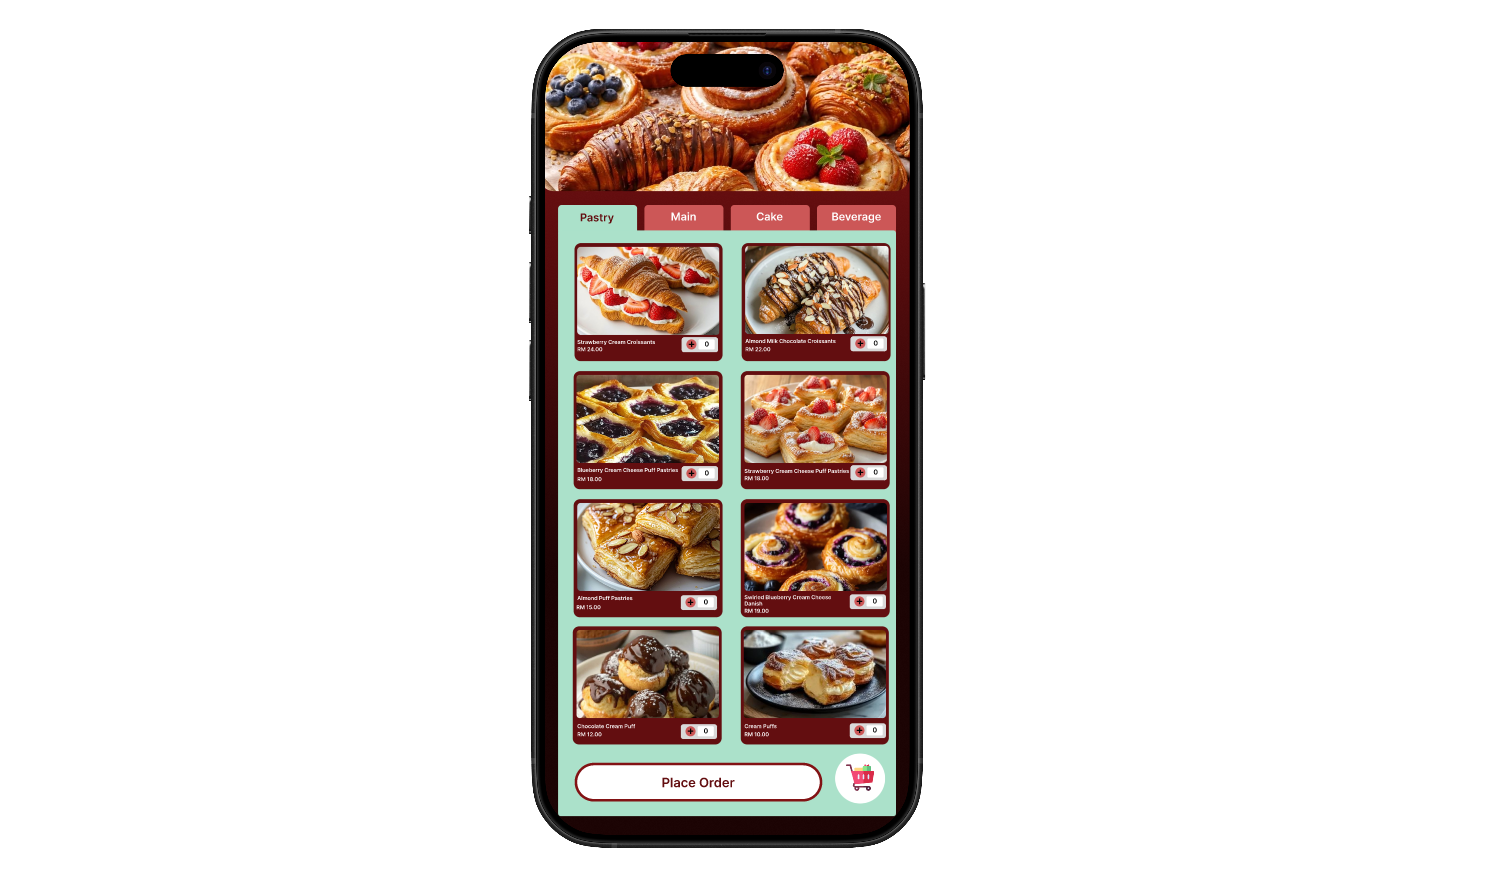 Pastry
Main
Cake
Beverage
Strawberry Cream Croissants
RM 24.00
0
Almond Milk Chocolate Croissants
RM 22.00
0
Blueberry Cream Cheese Puff Pastries
RM 18.00
0
Strawberry Cream Cheese Puff Pastries
RM 18.00
0
Almond Puff Pastries
RM 15.00
0
Swirled Blueberry Cream Cheese
Danish
RM 19.00
0
Chocolate Cream Puff
RM 12.00
0
Cream Puffs
RM 10.00
0
Place Order